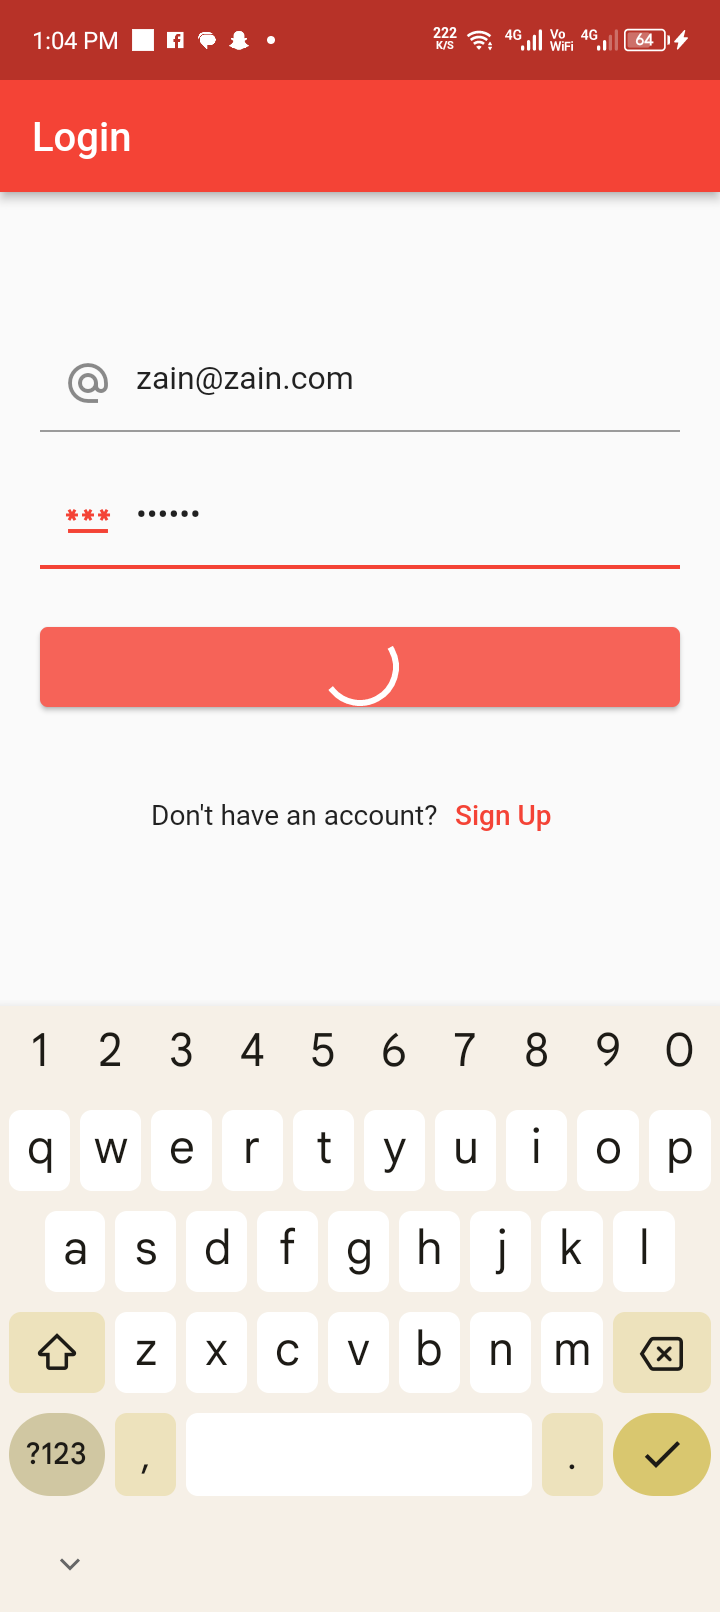 1:04 PM 222 K/S 4G Vo WiFi 4G 64
Login
zain@zain.com
••••••
Don't have an account? Sign Up
1 2 3 4 5 6 7 8 9 0
q w e r t y u i o p
a s d f g h j k l
z x c v b n m
?123 , .